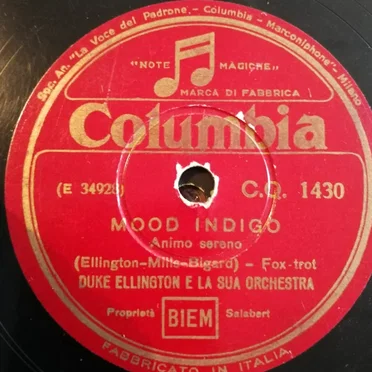 Soc. An. "La Voce del Padrone. - Columbia - Marconiphone" - Milano
"NOTE MAGICHE"
MARCA DI FABBRICA
Columbia
(E 34928) C.Q. 1430
MOOD INDIGO
Animo sereno
(Ellington-Mills-Bigard) - Fox-trot
DUKE ELLINGTON E LA SUA ORCHESTRA
Proprietà BIEM Salabert
FABBRICATO IN ITALIA